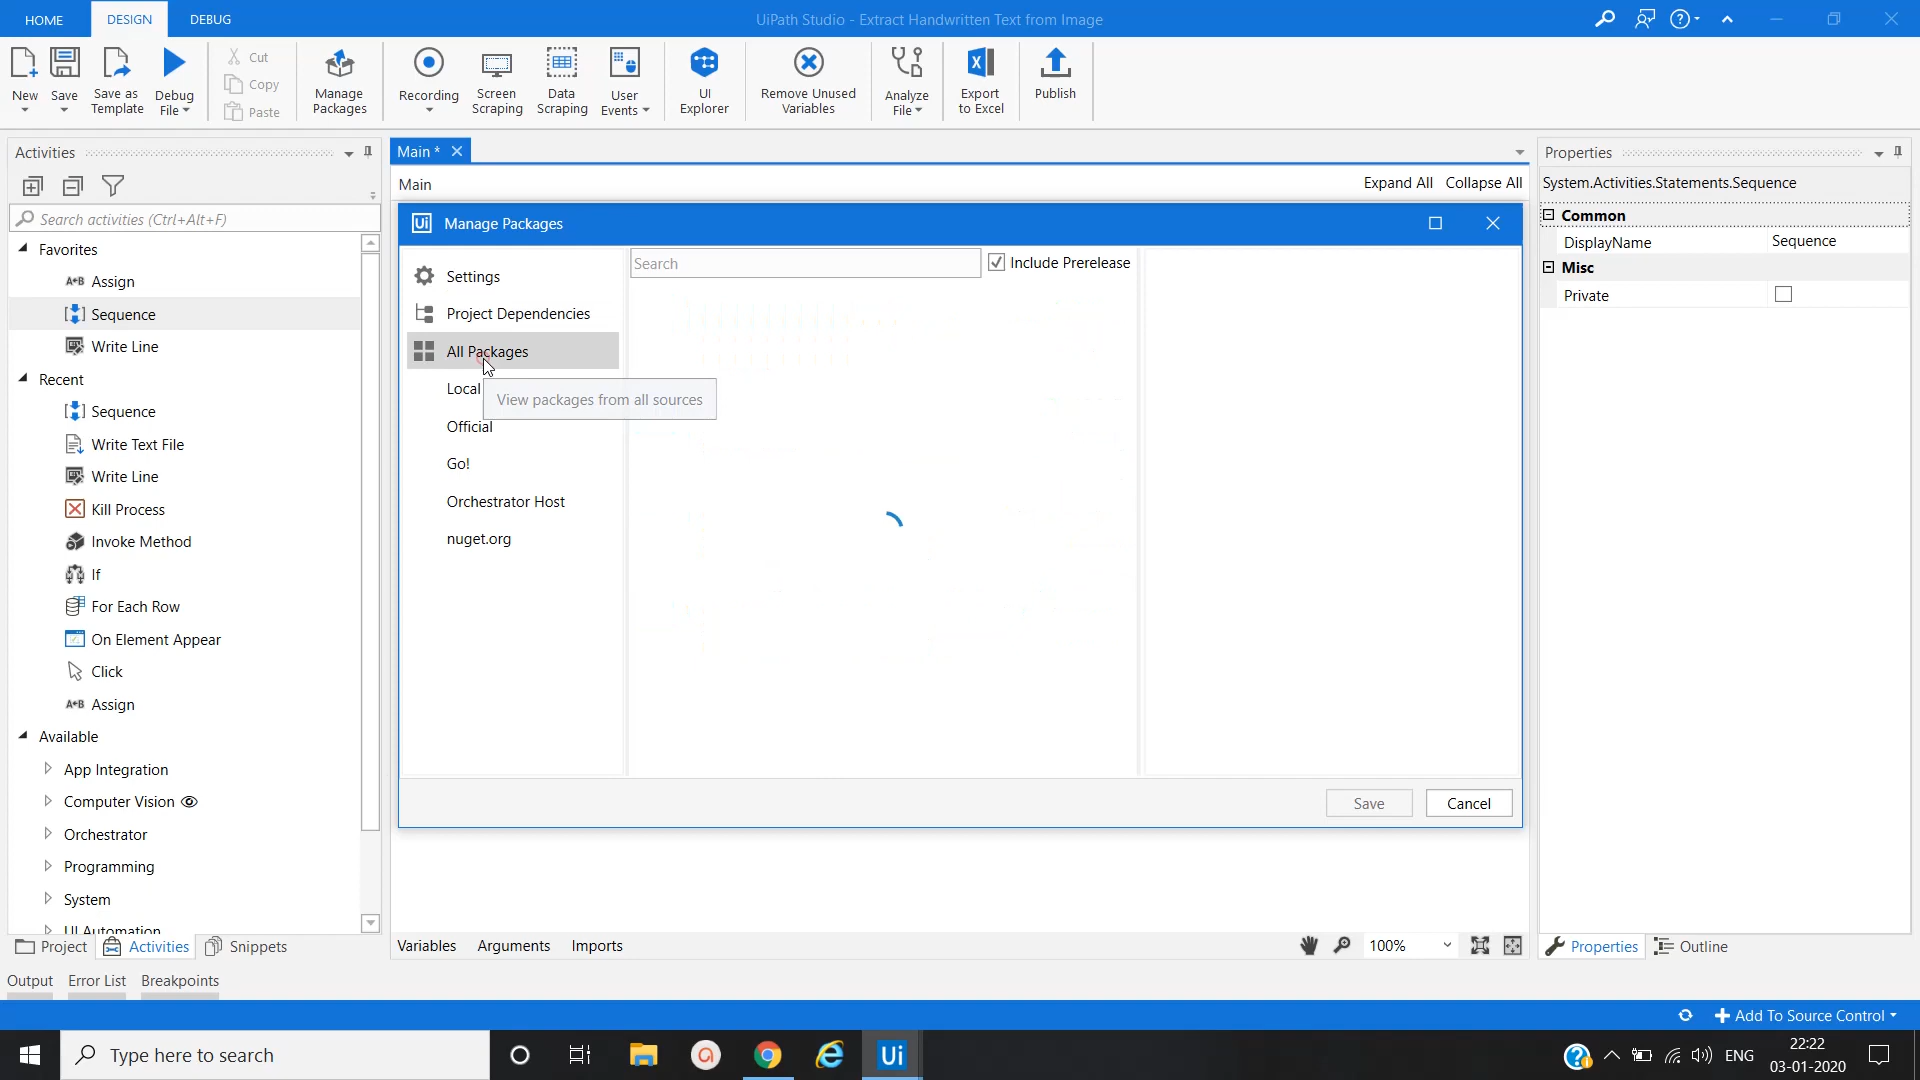 HOME
DESIGN
DEBUG
UiPath Studio - Extract Handwritten Text from Image
New
Save
Save as Template
Debug File
Cut
Copy
Paste
Manage Packages
Recording
Screen Scraping
Data Scraping
User Events
UI Explorer
Remove Unused Variables
Analyze File
Export to Excel
Publish
Activities
Search activities (Ctrl+Alt+F)
Favorites
A+B Assign
Sequence
Write Line
Recent
Sequence
Write Text File
Write Line
Kill Process
Invoke Method
If
For Each Row
On Element Appear
Click
A+B Assign
Available
App Integration
Computer Vision
Orchestrator
Programming
System
UI Automation
Project
Activities
Snippets
Output
Error List
Breakpoints
Main *
Main
Expand All
Collapse All
Ui Manage Packages
Settings
Project Dependencies
All Packages
Local
View packages from all sources
Official
Go!
Orchestrator Host
nuget.org
Search
Include Prerelease
Save
Cancel
Variables
Arguments
Imports
100%
Properties
System.Activities.Statements.Sequence
Common
DisplayName
Sequence
Misc
Private
Properties
Outline
Add To Source Control
Type here to search
Ui
ENG
22:22
03-01-2020